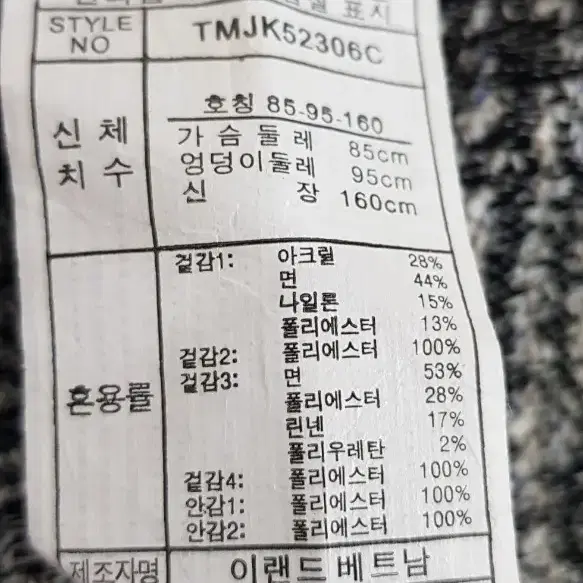 표시
STYLE NO TMJK52306C
호칭 85-95-160
신체 치수
가슴둘레 85cm
엉덩이둘레 95cm
신장 160cm
혼용률
겉감1: 아크릴 28%
면 44%
나일론 15%
폴리에스터 13%
겉감2: 폴리에스터 100%
겉감3: 면 53%
폴리에스터 28%
린넨 17%
폴리우레탄 2%
겉감4: 폴리에스터 100%
안감1: 폴리에스터 100%
안감2: 폴리에스터 100%
제조자명 이랜드베트남